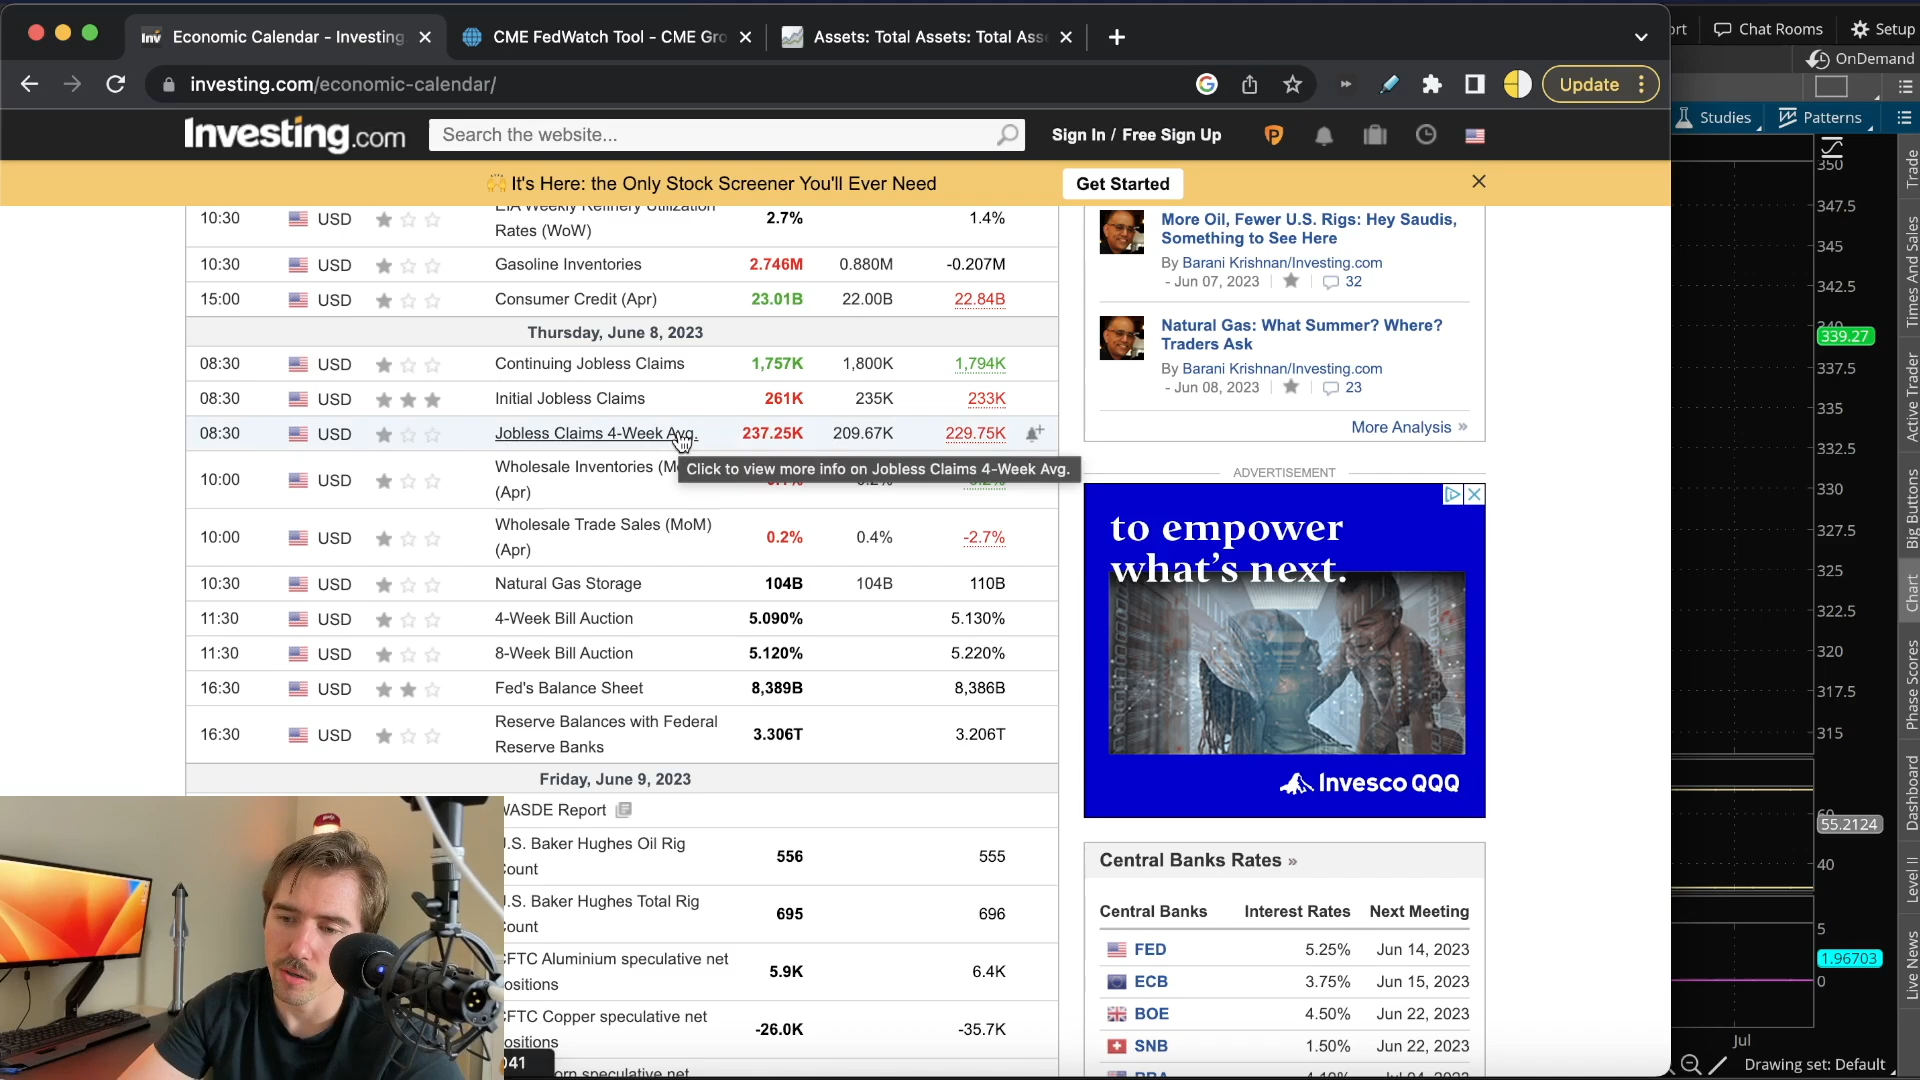 Economic Calendar - Investing.
CME FedWatch Tool - CME Gro
Assets: Total Assets: Total Ass
Chat Rooms
Setup
investing.com/economic-calendar/
Update
OnDemand
Investing.com
Search the website...
Sign In / Free Sign Up
Studies
Patterns
It's Here: the Only Stock Screener You'll Ever Need
Get Started
10:30 USD EIA Weekly Refinery Utilization
Rates (WoW) 2.7% 1.4%
10:30 USD Gasoline Inventories 2.746M 0.880M -0.207M
15:00 USD Consumer Credit (Apr) 23.01B 22.00B 22.84B
Thursday, June 8, 2023
08:30 USD Continuing Jobless Claims 1,757K 1,800K 1,794K
08:30 USD Initial Jobless Claims 261K 235K 233K
08:30 USD Jobless Claims 4-Week Avg. 237.25K 209.67K 229.75K
Click to view more info on Jobless Claims 4-Week Avg.
10:00 USD Wholesale Inventories
(Apr)
10:00 USD Wholesale Trade Sales (MoM)
(Apr) 0.2% 0.4% -2.7%
10:30 USD Natural Gas Storage 104B 104B 110B
11:30 USD 4-Week Bill Auction 5.090% 5.130%
11:30 USD 8-Week Bill Auction 5.120% 5.220%
16:30 USD Fed's Balance Sheet 8,389B 8,386B
16:30 USD Reserve Balances with Federal
Reserve Banks 3.306T 3.206T
Friday, June 9, 2023
WASDE Report
U.S. Baker Hughes Oil Rig
Count 556 555
U.S. Baker Hughes Total Rig
Count 695 696
CFTC Aluminium speculative net
positions 5.9K 6.4K
CFTC Copper speculative net
positions -26.0K -35.7K
speculative net
041
More Oil, Fewer U.S. Rigs: Hey Saudis,
Something to See Here
By Barani Krishnan/Investing.com
- Jun 07, 2023 32
Natural Gas: What Summer? Where?
Traders Ask
By Barani Krishnan/Investing.com
- Jun 08, 2023 23
More Analysis »
ADVERTISEMENT
to empower
what's next.
Invesco QQQ
Central Banks Rates »
Central Banks Interest Rates Next Meeting
FED 5.25% Jun 14, 2023
ECB 3.75% Jun 15, 2023
BOE 4.50% Jun 22, 2023
SNB 1.50% Jun 22, 2023
350
347.5
345
342.5
340
339.27
337.5
335
332.5
330
327.5
325
322.5
320
317.5
315
60
55.2124
40
5
1.96703
0
Jul
Drawing set: Default
Trade
Times And Sales
Active Trader
Big Buttons
Chart
Phase Scores
Dashboard
Level II
Live News